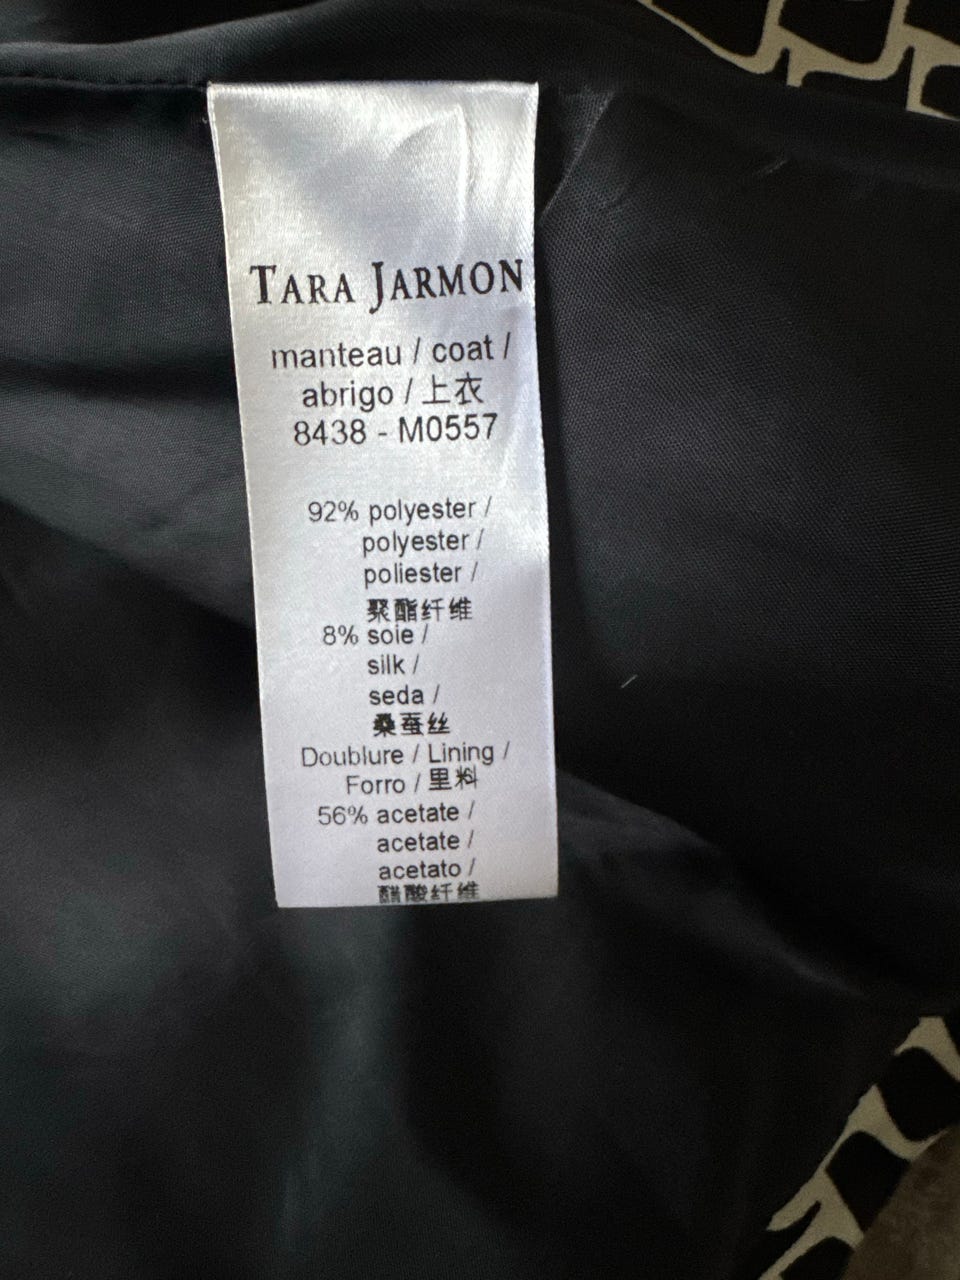 TARA JARMON
manteau / coat /
abrigo / 上衣
8438 - M0557
92% polyester /
polyester /
poliester /
聚酯纤维
8% soie /
silk /
seda /
桑蚕丝
Doublure / Lining /
Forro / 里料
56% acetate /
acetate /
acetato /
醋酸纤维